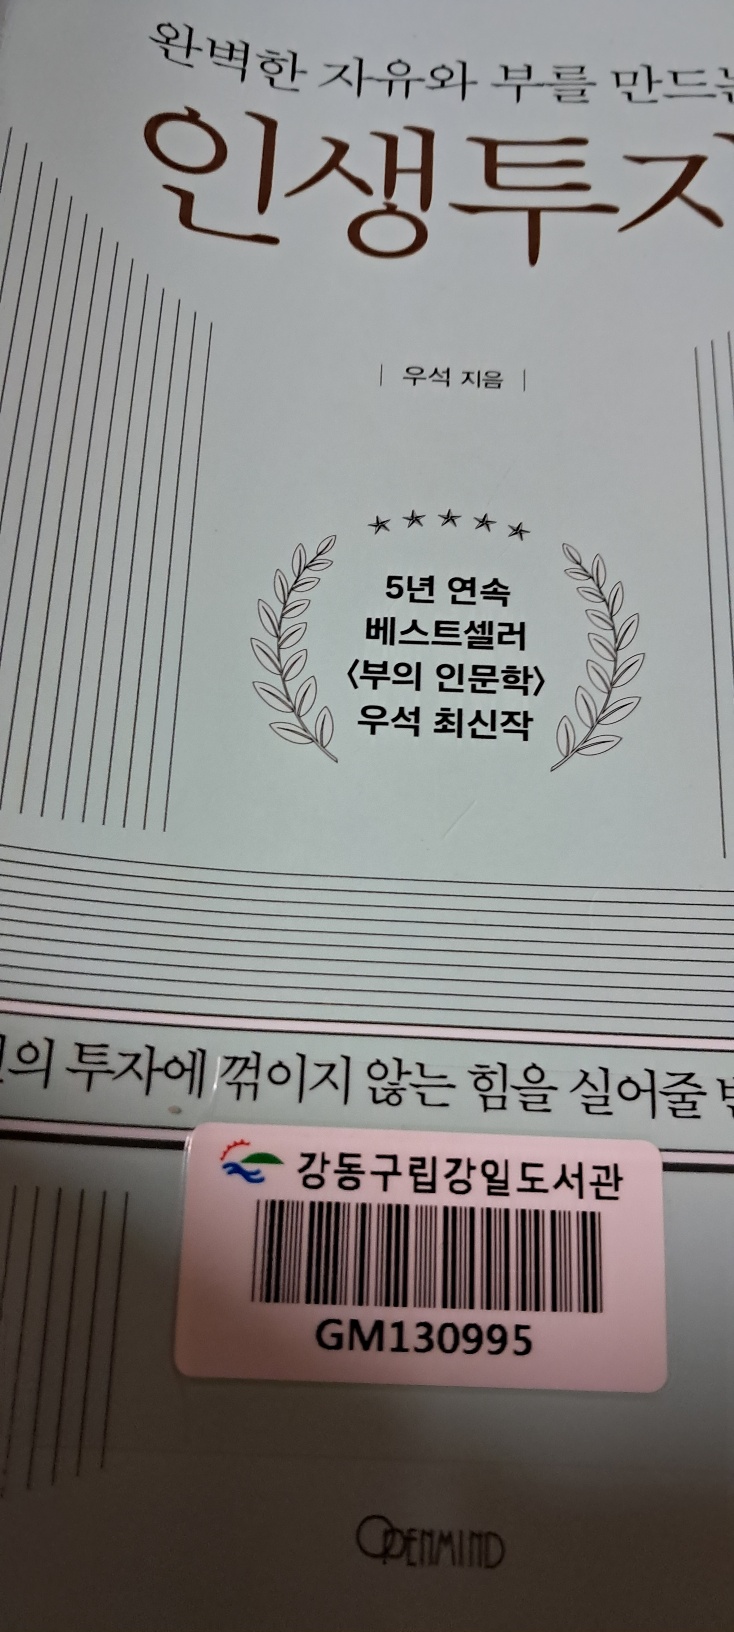 완벽한 자유와 부를 만드는
인생투자
우석 지음
5년 연속
베스트셀러
<부의 인문학>
우석 최신작
투자에 꺾이지 않는 힘을 실어줄
강동구립강일도서관
GM130995
OPENMIND